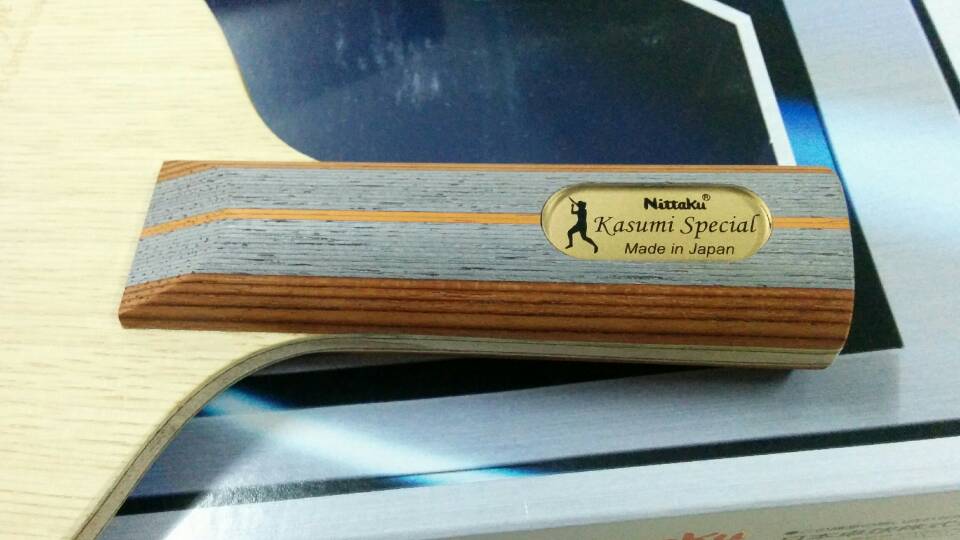 Nittaku®
Kasumi Special
Made in Japan